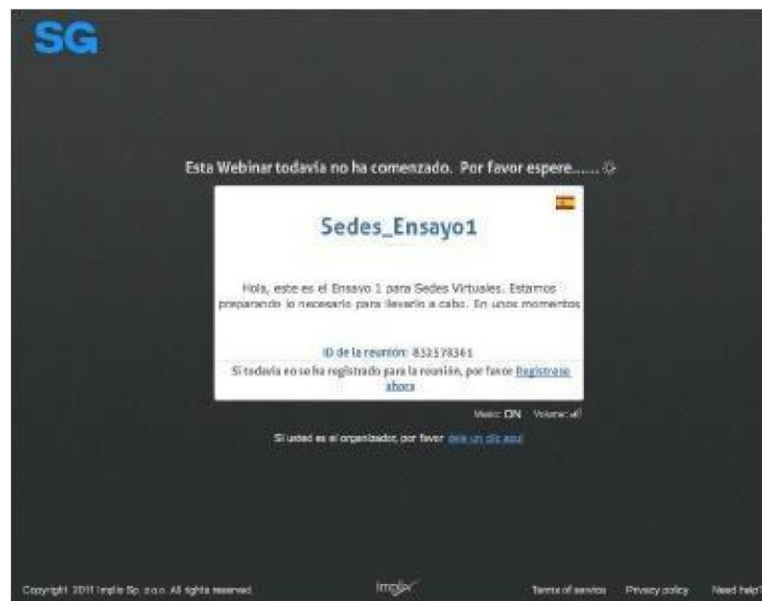 SG
Esta Webinar todavía no ha comenzado. Por favor espere......
Sedes_Ensayo1
Hola, este es el Ensayo 1 para Sedes Virtuales. Estamos
preparando lo necesario para llevarlo a cabo. En unos momentos
ID de la reunión: 832578361
Si todavía no se ha registrado para la reunión, por favor Regístrese
ahora
Music: ON Volume:
Si usted es el organizador, por favor dele un clic aquí
Copyright 2011 Implix Sp. z o.o. All rights reserved.
implix
Terms of service Privacy policy Need help?